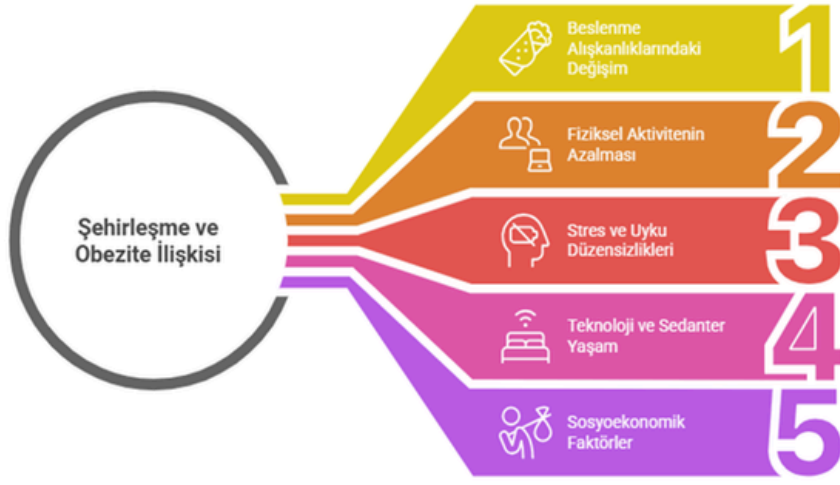 Şehirleşme ve
Obezite İlişkisi
Beslenme
Alışkanlıklarındaki
Değişim
1
Fiziksel Aktivitenin
Azalması
2
Stres ve Uyku
Düzensizlikleri
3
Teknoloji ve Sedanter
Yaşam
4
Sosyoekonomik
Faktörler
5